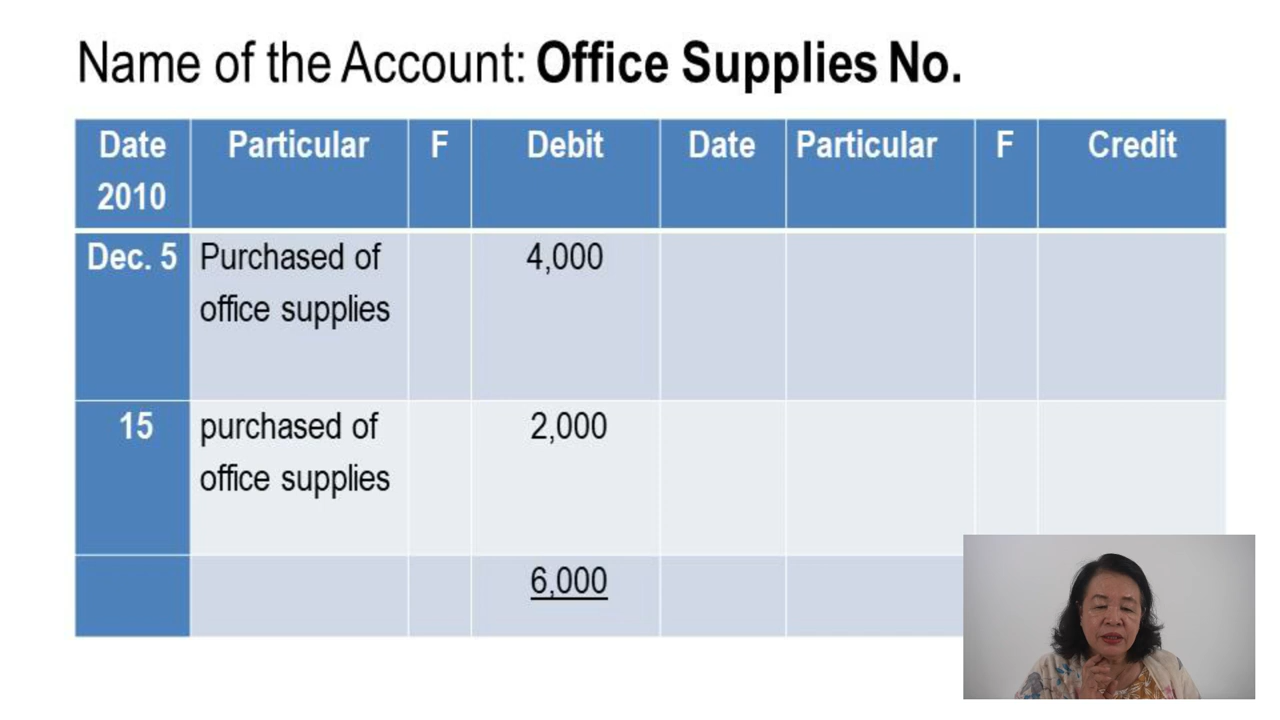 Name of the Account: Office Supplies No.
Date 2010 Particular F Debit Date Particular F Credit
Dec. 5 Purchased of office supplies 4,000
15 purchased of office supplies 2,000
6,000